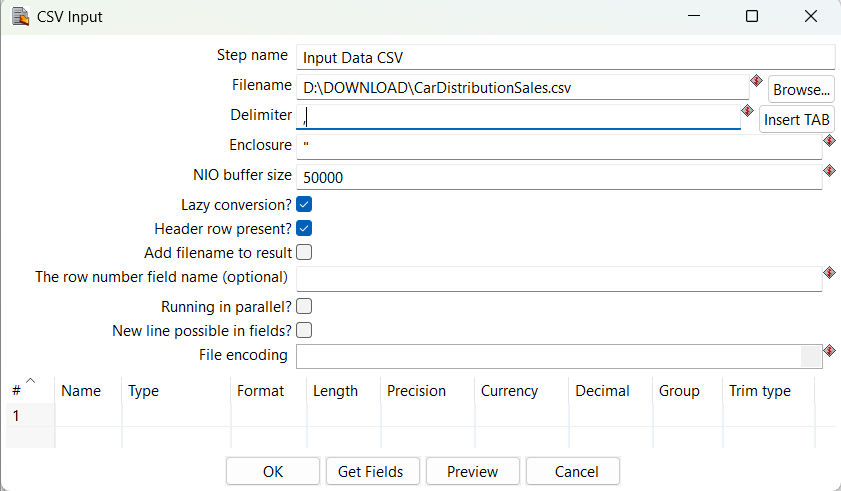 CSV Input
Step name Input Data CSV
Filename D:\DOWNLOAD\CarDistributionSales.csv Browse...
Delimiter , Insert TAB
Enclosure "
NIO buffer size 50000
Lazy conversion?
Header row present?
Add filename to result
The row number field name (optional)
Running in parallel?
New line possible in fields?
File encoding
# Name Type Format Length Precision Currency Decimal Group Trim type
1
OK Get Fields Preview Cancel